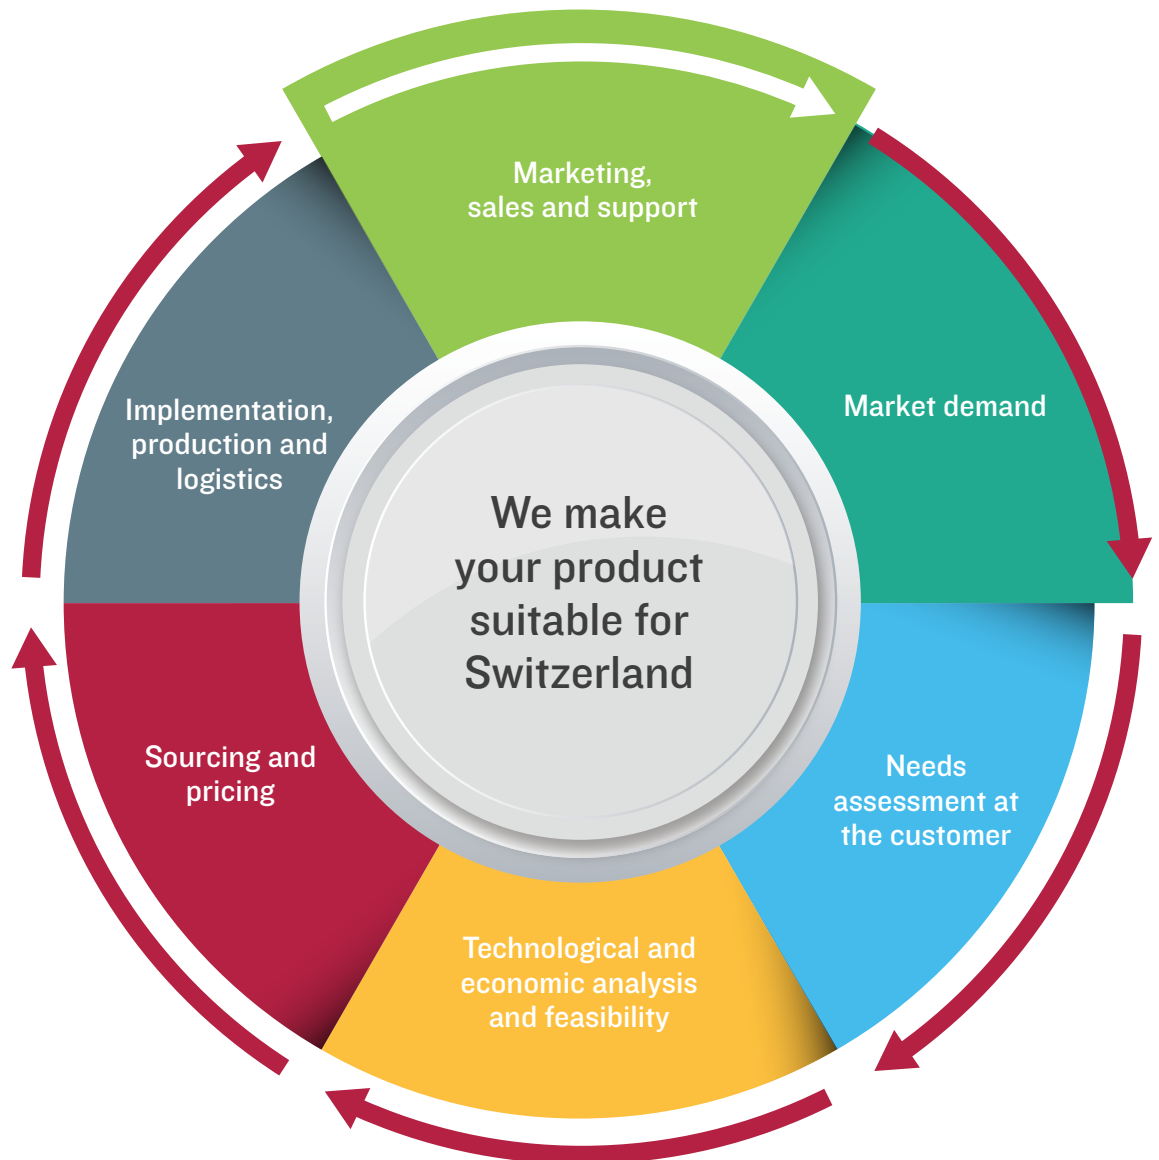 Marketing,
sales and support
Market demand
Needs
assessment at
the customer
Technological and
economic analysis
and feasibility
Sourcing and
pricing
Implementation,
production and
logistics
We make
your product
suitable for
Switzerland